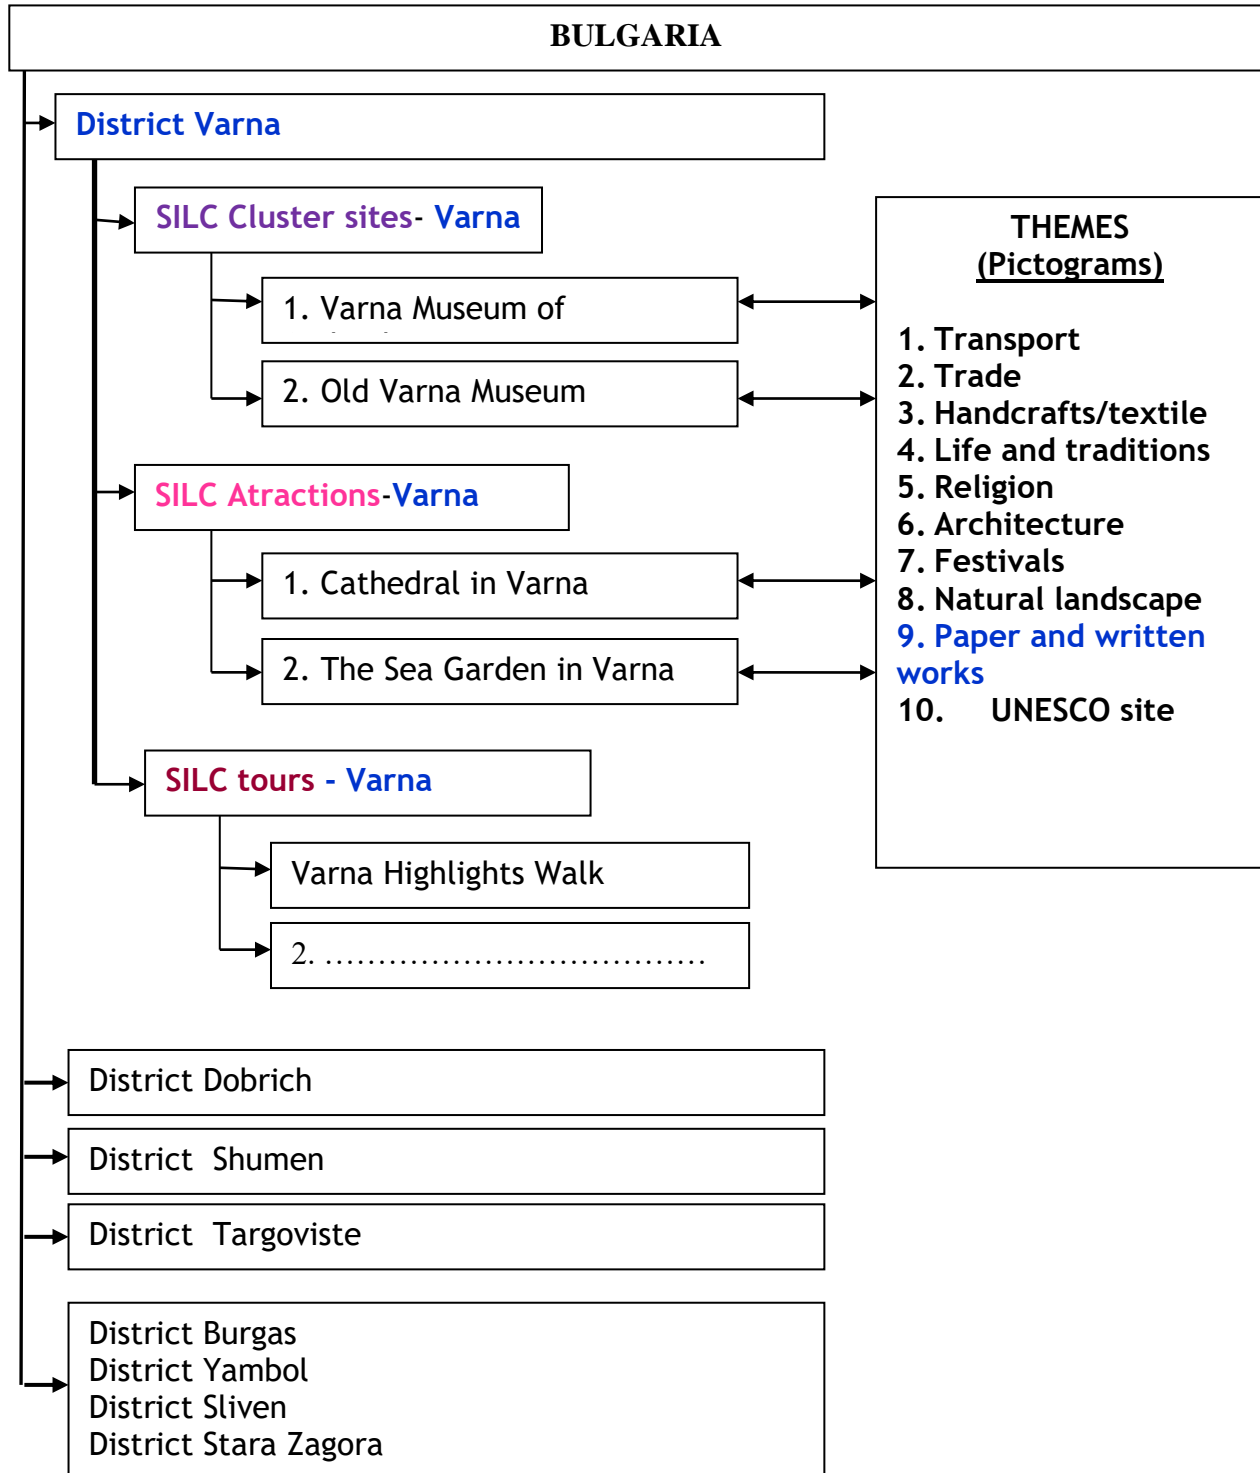 BULGARIA
District Varna
SILC Cluster sites- Varna
1. Varna Museum of
2. Old Varna Museum
SILC Atractions-Varna
1. Cathedral in Varna
2. The Sea Garden in Varna
SILC tours - Varna
Varna Highlights Walk
2. ....................................
THEMES
(Pictograms)
1. Transport
2. Trade
3. Handcrafts/textile
4. Life and traditions
5. Religion
6. Architecture
7. Festivals
8. Natural landscape
9. Paper and written
works
10. UNESCO site
District Dobrich
District Shumen
District Targoviste
District Burgas
District Yambol
District Sliven
District Stara Zagora